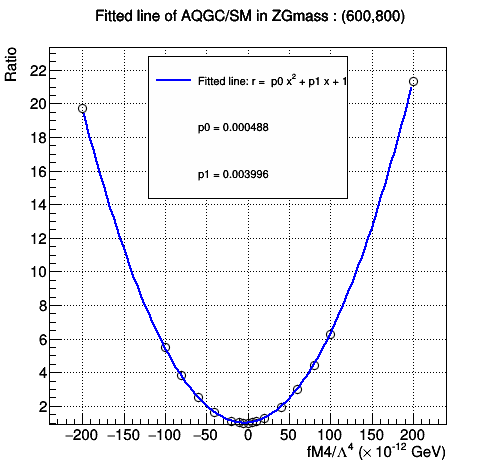 Fitted line of AQGC/SM in ZGmass : (600,800)
Ratio
Fitted line: r = p0 x² + p1 x + 1
p0 = 0.000488
p1 = 0.003996
22
20
18
16
14
12
10
8
6
4
2
−200 −150 −100 −50 0 50 100 150 200
fM4/Λ⁴ (× 10⁻¹² GeV)